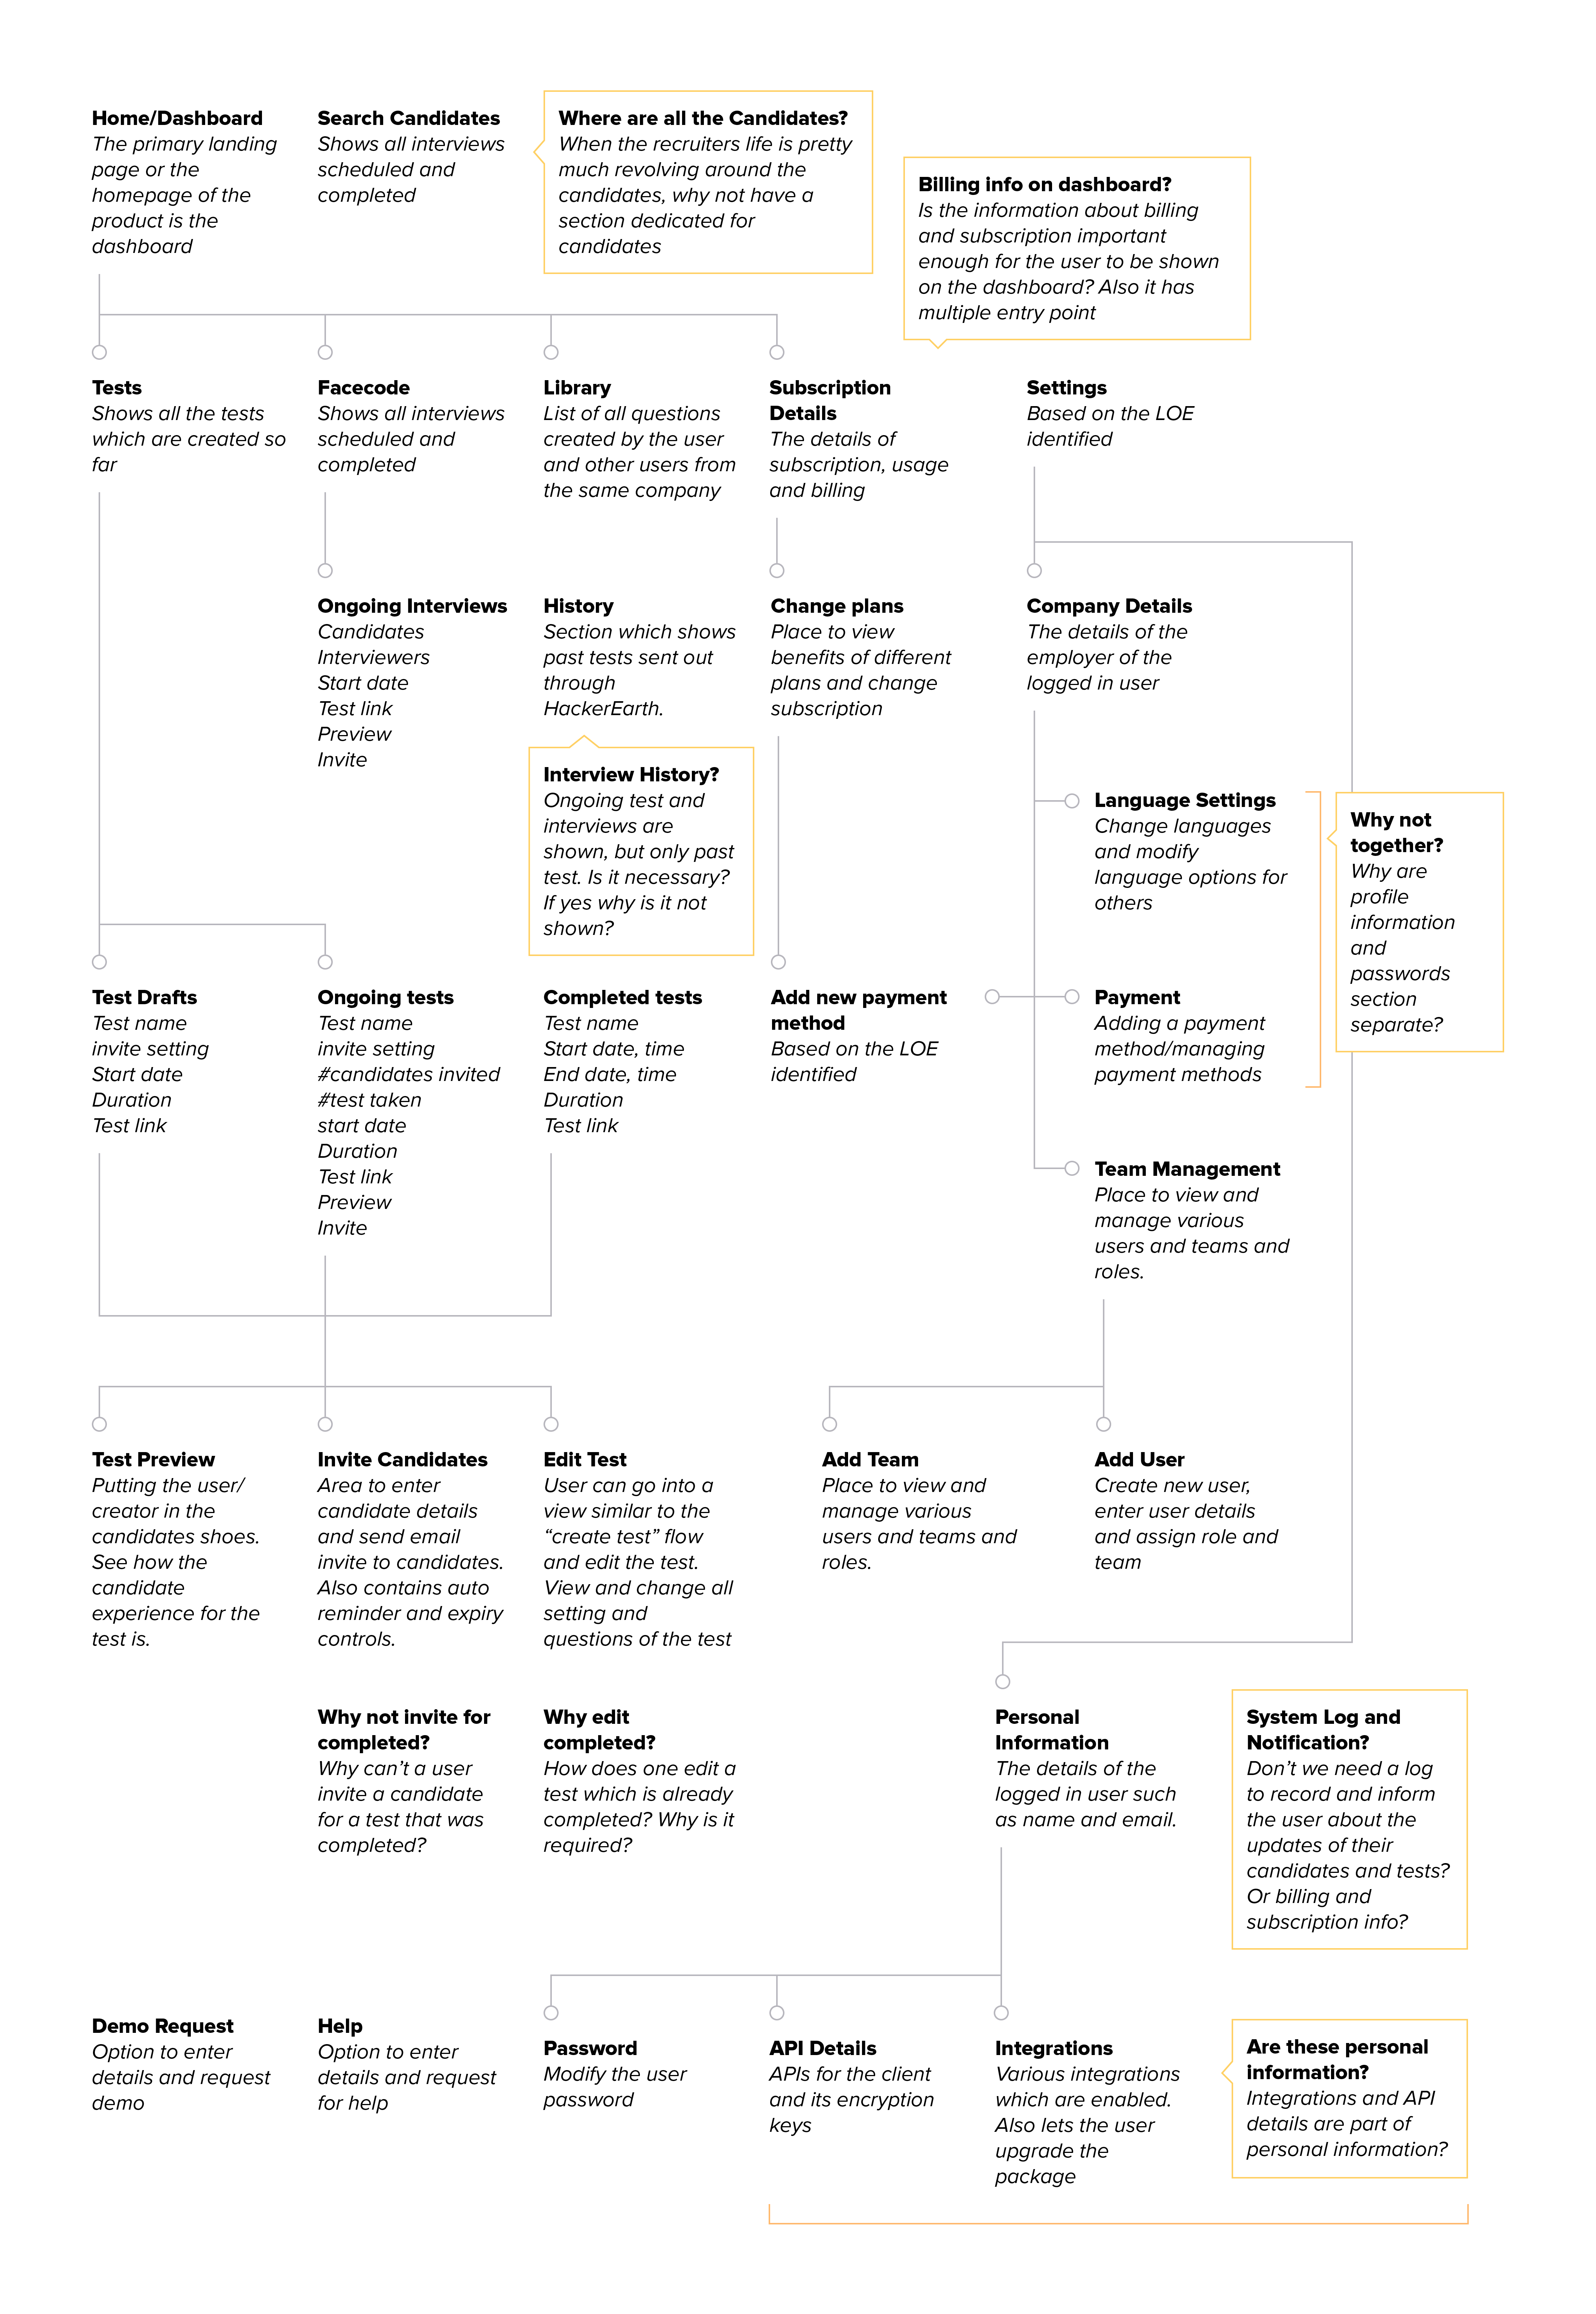 Home/Dashboard
The primary landing
page or the
homepage of the
product is the
dashboard
Search Candidates
Shows all interviews
scheduled and
completed
Where are all the Candidates?
When the recruiters life is pretty
much revolving around the
candidates, why not have a
section dedicated for
candidates
Billing info on dashboard?
Is the information about billing
and subscription important
enough for the user to be shown
on the dashboard? Also it has
multiple entry point
Tests
Shows all the tests
which are created so
far
Facecode
Shows all interviews
scheduled and
completed
Library
List of all questions
created by the user
and other users from
the same company
Subscription
Details
The details of
subscription, usage
and billing
Settings
Based on the LOE
identified
Ongoing Interviews
Candidates
Interviewers
Start date
Test link
Preview
Invite
History
Section which shows
past tests sent out
through
HackerEarth.
Change plans
Place to view
benefits of different
plans and change
subscription
Company Details
The details of the
employer of the
logged in user
Interview History?
Ongoing test and
interviews are
shown, but only past
test. Is it necessary?
If yes why is it not
shown?
Language Settings
Change languages
and modify
language options for
others
Why not
together?
Why are
profile
information
and
passwords
section
separate?
Test Drafts
Test name
invite setting
Start date
Duration
Test link
Ongoing tests
Test name
invite setting
#candidates invited
#test taken
start date
Duration
Test link
Preview
Invite
Completed tests
Test name
Start date, time
End date, time
Duration
Test link
Add new payment
method
Based on the LOE
identified
Payment
Adding a payment
method/managing
payment methods
Team Management
Place to view and
manage various
users and teams and
roles.
Test Preview
Putting the user/
creator in the
candidates shoes.
See how the
candidate
experience for the
test is.
Invite Candidates
Area to enter
candidate details
and send email
invite to candidates.
Also contains auto
reminder and expiry
controls.
Edit Test
User can go into a
view similar to the
“create test” flow
and edit the test.
View and change all
setting and
questions of the test
Add Team
Place to view and
manage various
users and teams and
roles.
Add User
Create new user,
enter user details
and assign role and
team
Why not invite for
completed?
Why can’t a user
invite a candidate
for a test that was
completed?
Why edit
completed?
How does one edit a
test which is already
completed? Why is it
required?
Personal
Information
The details of the
logged in user such
as name and email.
System Log and
Notification?
Don’t we need a log
to record and inform
the user about the
updates of their
candidates and tests?
Or billing and
subscription info?
Demo Request
Option to enter
details and request
demo
Help
Option to enter
details and request
for help
Password
Modify the user
password
API Details
APIs for the client
and its encryption
keys
Integrations
Various integrations
which are enabled.
Also lets the user
upgrade the
package
Are these personal
information?
Integrations and API
details are part of
personal information?